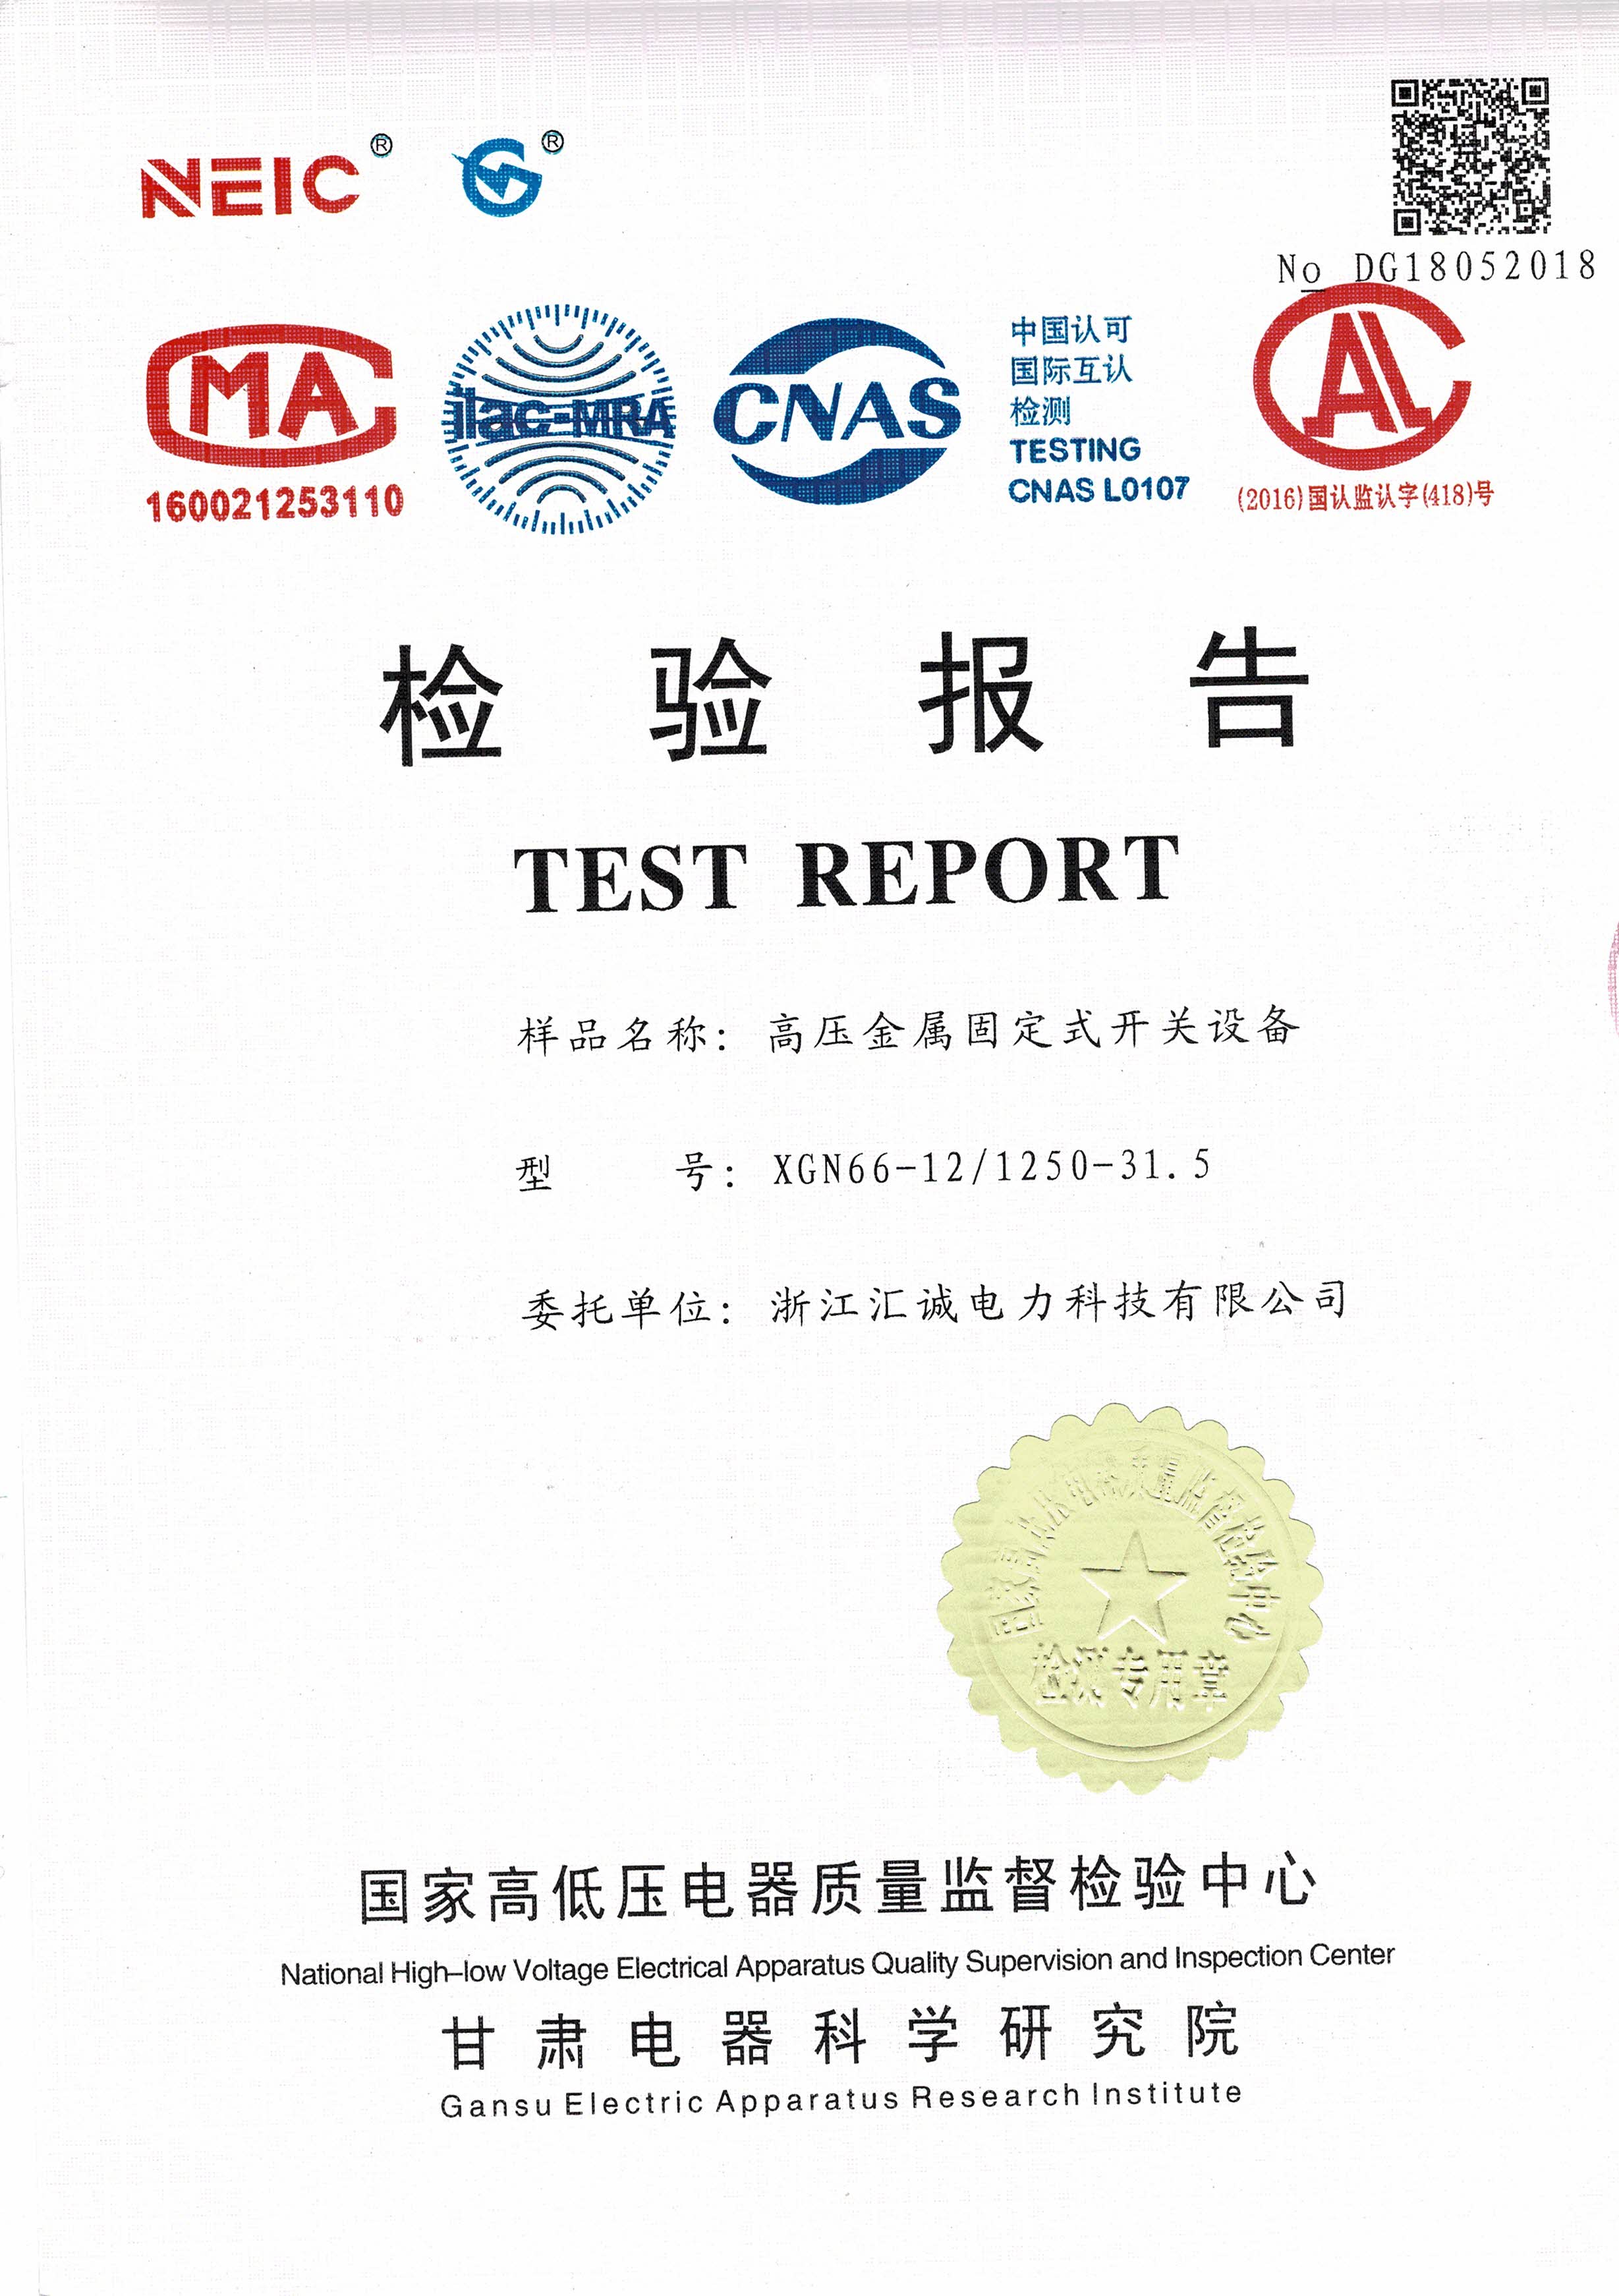 NEIC®
®
No DG18052018
MA
160021253110
ilac-MRA
CNAS
中国认可
国际互认
检测
TESTING
CNAS L0107
(2016)国认监认字(418)号
检验报告
TEST REPORT
样品名称：高压金属固定式开关设备
型 号：XGN66-12/1250-31.5
委托单位：浙江汇诚电力科技有限公司
国家高低压电器质量监督检验中心
检测专用章
国家高低压电器质量监督检验中心
National High-low Voltage Electrical Apparatus Quality Supervision and Inspection Center
甘肃电器科学研究院
Gansu Electric Apparatus Research Institute